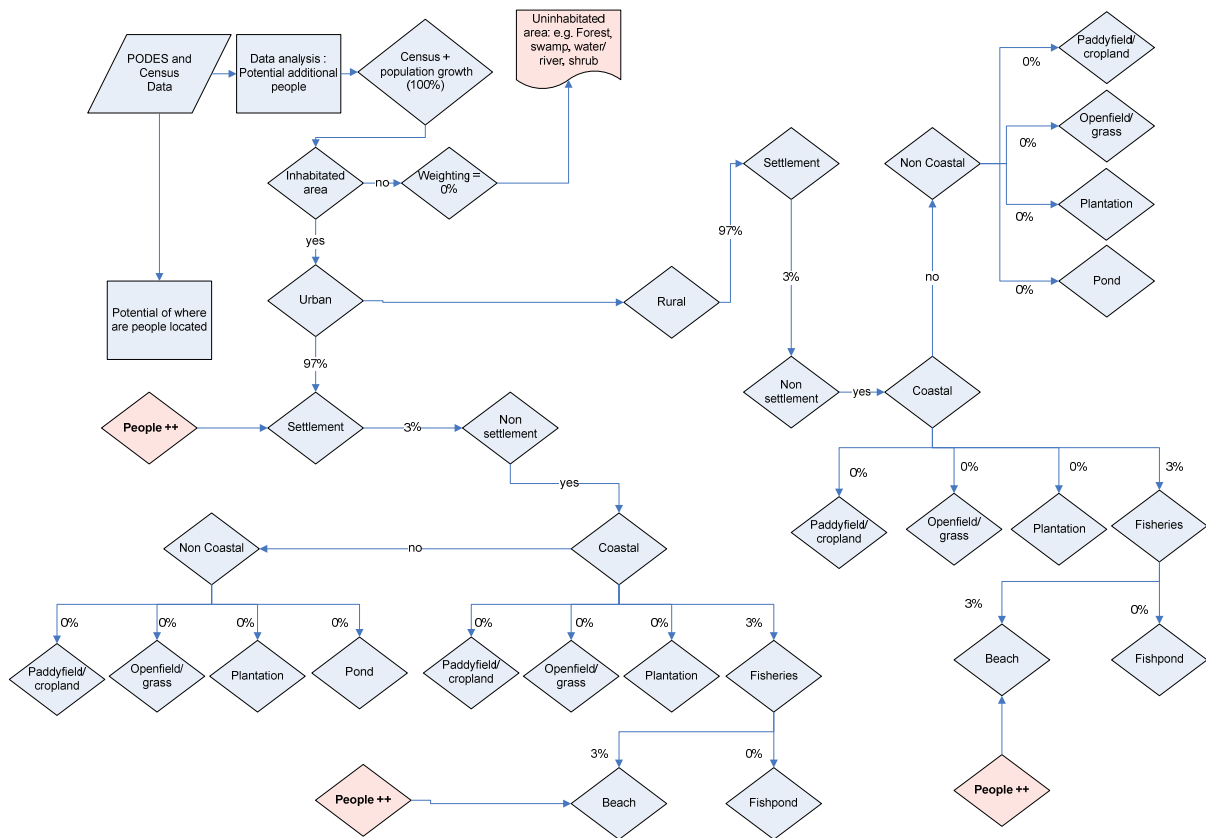 PODES and
Census
Data
Data analysis :
Potential additional
people
Census +
population growth
(100%)
Uninhabitated
area: e.g. Forest,
swamp, water/
river, shrub
Inhabitated
area
no
Weighting =
0%
yes
Urban
Rural
97%
Settlement
3%
Non
settlement
yes
Coastal
no
Non Coastal
0%
Paddyfield/
cropland
0%
Openfield/
grass
0%
Plantation
0%
Pond
0%
Paddyfield/
cropland
0%
Openfield/
grass
0%
Plantation
3%
Fisheries
3%
Beach
0%
Fishpond
People ++
Potential of where
are people located
97%
People ++
Settlement
3%
Non
settlement
yes
Coastal
no
Non Coastal
0%
Paddyfield/
cropland
0%
Openfield/
grass
0%
Plantation
0%
Pond
0%
Paddyfield/
cropland
0%
Openfield/
grass
0%
Plantation
3%
Fisheries
3%
Beach
0%
Fishpond
People ++